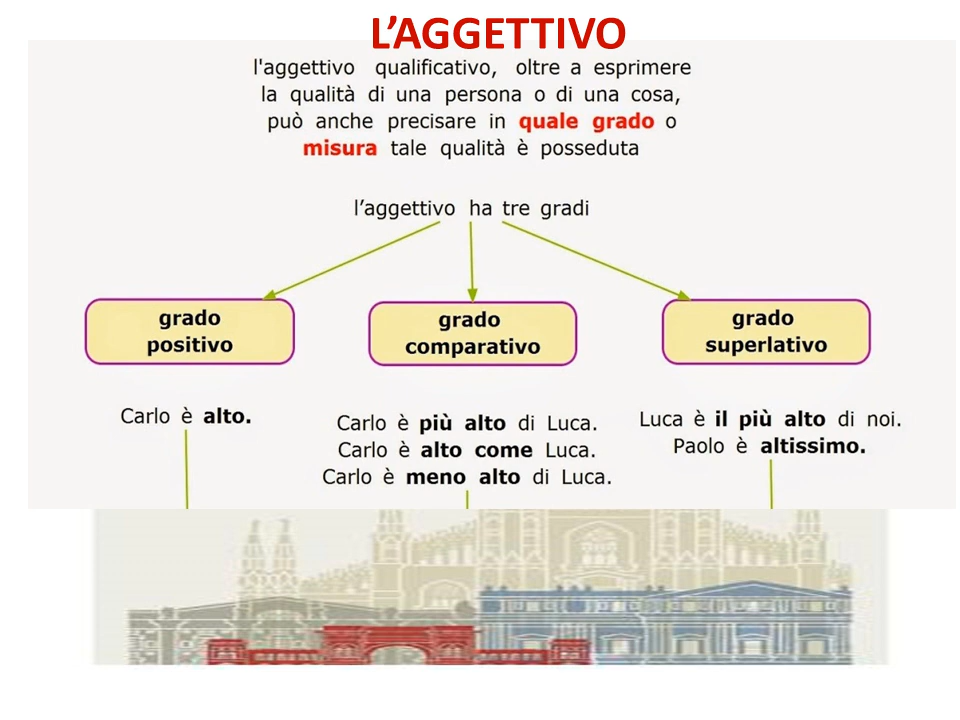 L'AGGETTIVO
l'aggettivo qualificativo, oltre a esprimere
la qualità di una persona o di una cosa,
può anche precisare in quale grado o
misura tale qualità è posseduta
l’aggettivo ha tre gradi
grado
positivo
grado
comparativo
grado
superlativo
Carlo è alto.
Carlo è più alto di Luca.
Carlo è alto come Luca.
Carlo è meno alto di Luca.
Luca è il più alto di noi.
Paolo è altissimo.